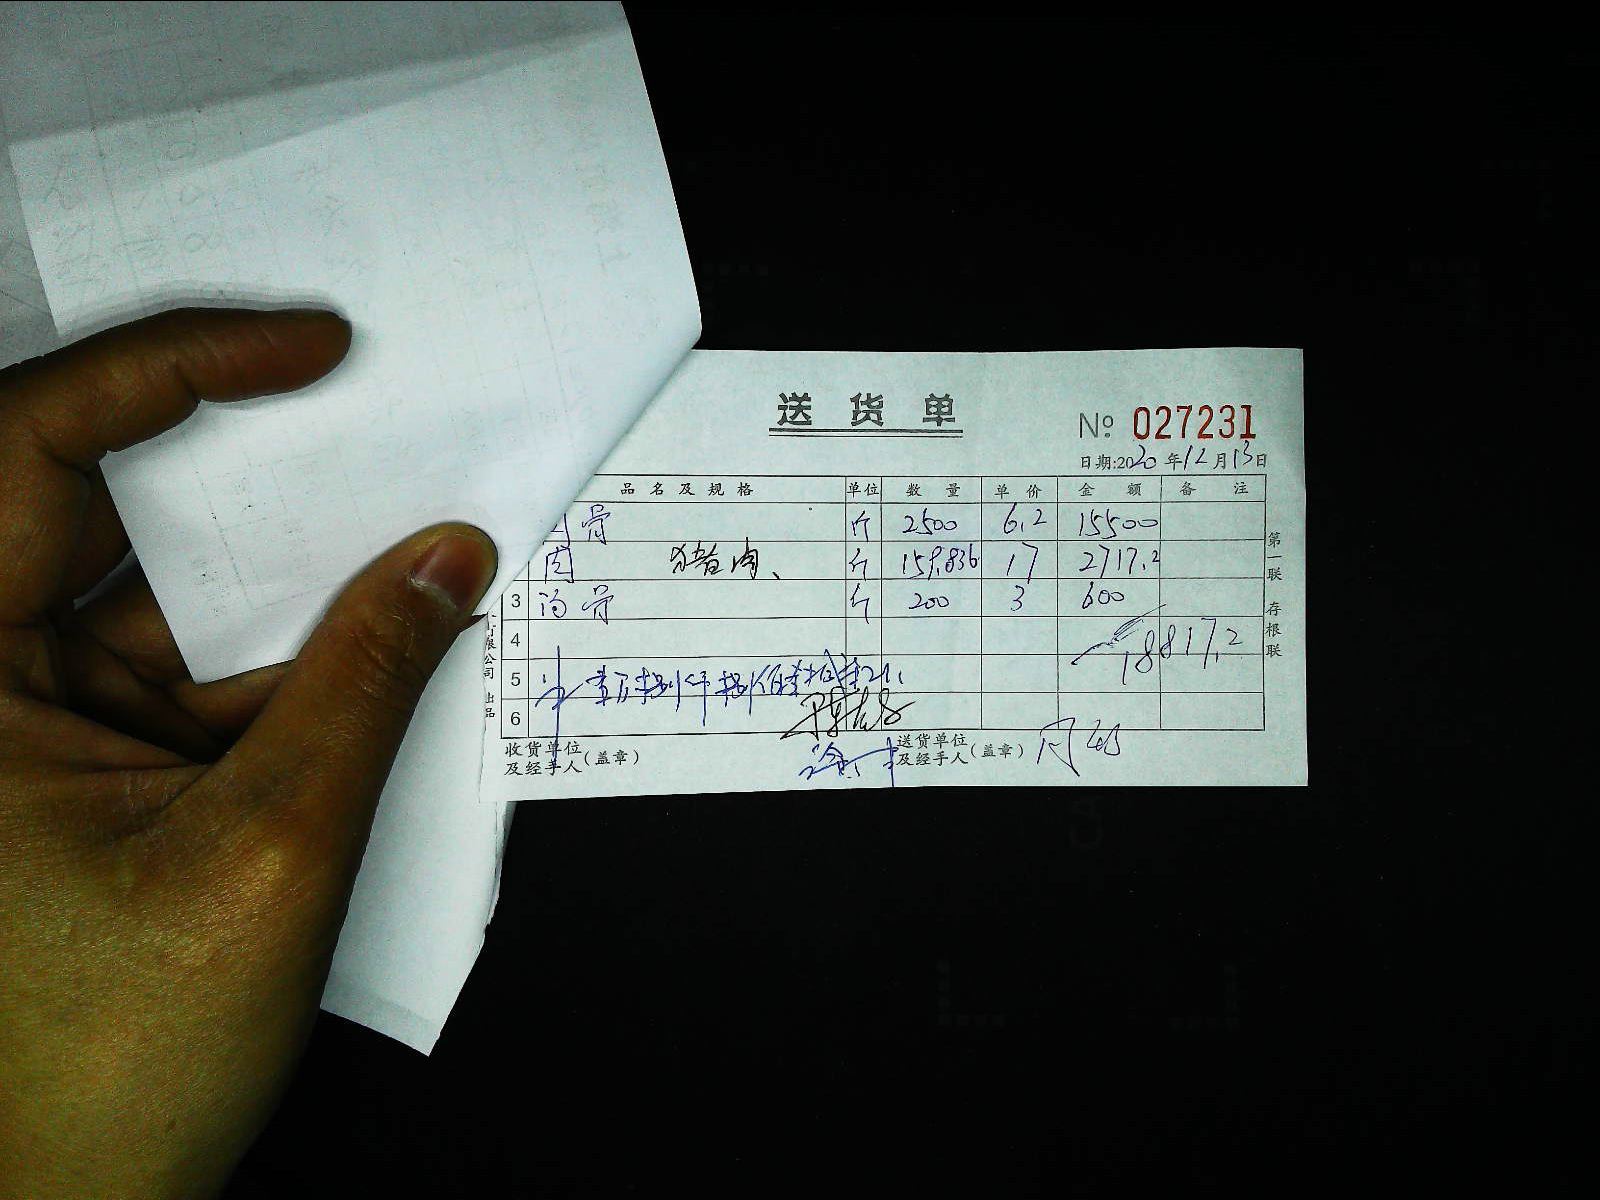 送货单
№ 027231
日期:2020年12月13日
品名及规格 单位 数量 单价 金额 备注
骨 斤 2500 6.2 15500
肉 猪肉、 斤 159.836 17 2717.2
3 汤骨 斤 200 3 600
4 18817.2
5
6
收货单位及经手人(盖章) 送货单位及经手人(盖章)
第一联 存根联
有限公司 出品